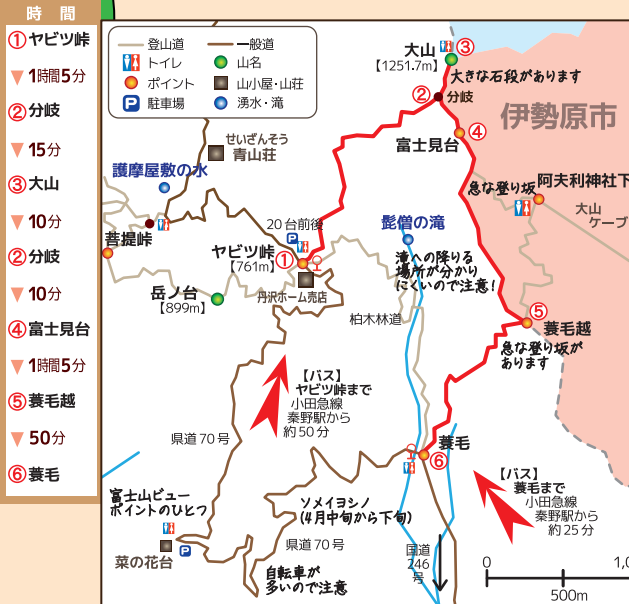 時 間
①ヤビツ峠
1時間5分
②分岐
15分
③大山
10分
②分岐
10分
④富士見台
1時間5分
⑤蓑毛越
50分
⑥蓑毛
登山道
一般道
トイレ
山名
ポイント
山小屋・山荘
駐車場
湧水・滝
大山
③
【1251.7m】
大きな石段があります
②
分岐
伊勢原市
④
富士見台
せいざんそう
青山荘
護摩屋敷の水
急な登り坂
阿夫利神社下
大山
ケーブ
菩提峠
20台前後
髭僧の滝
ヤビツ峠
①
【761m】
滝への降りる
場所が分かり
にくいので注意!
丹沢ホーム売店
岳ノ台
【899m】
柏木林道
⑤
蓑毛越
急な登り坂が
あります
【バス】
ヤビツ峠まで
小田急線
秦野駅から
約50分
県道70号
蓑毛
⑥
【バス】
蓑毛まで
小田急線
秦野駅から
約25分
富士山ビュー
ポイントのひとつ
ソメイヨシノ
(4月中旬から下旬)
菜の花台
県道70号
自転車が
多いので注意
国道
246
号
0
1,0
500m